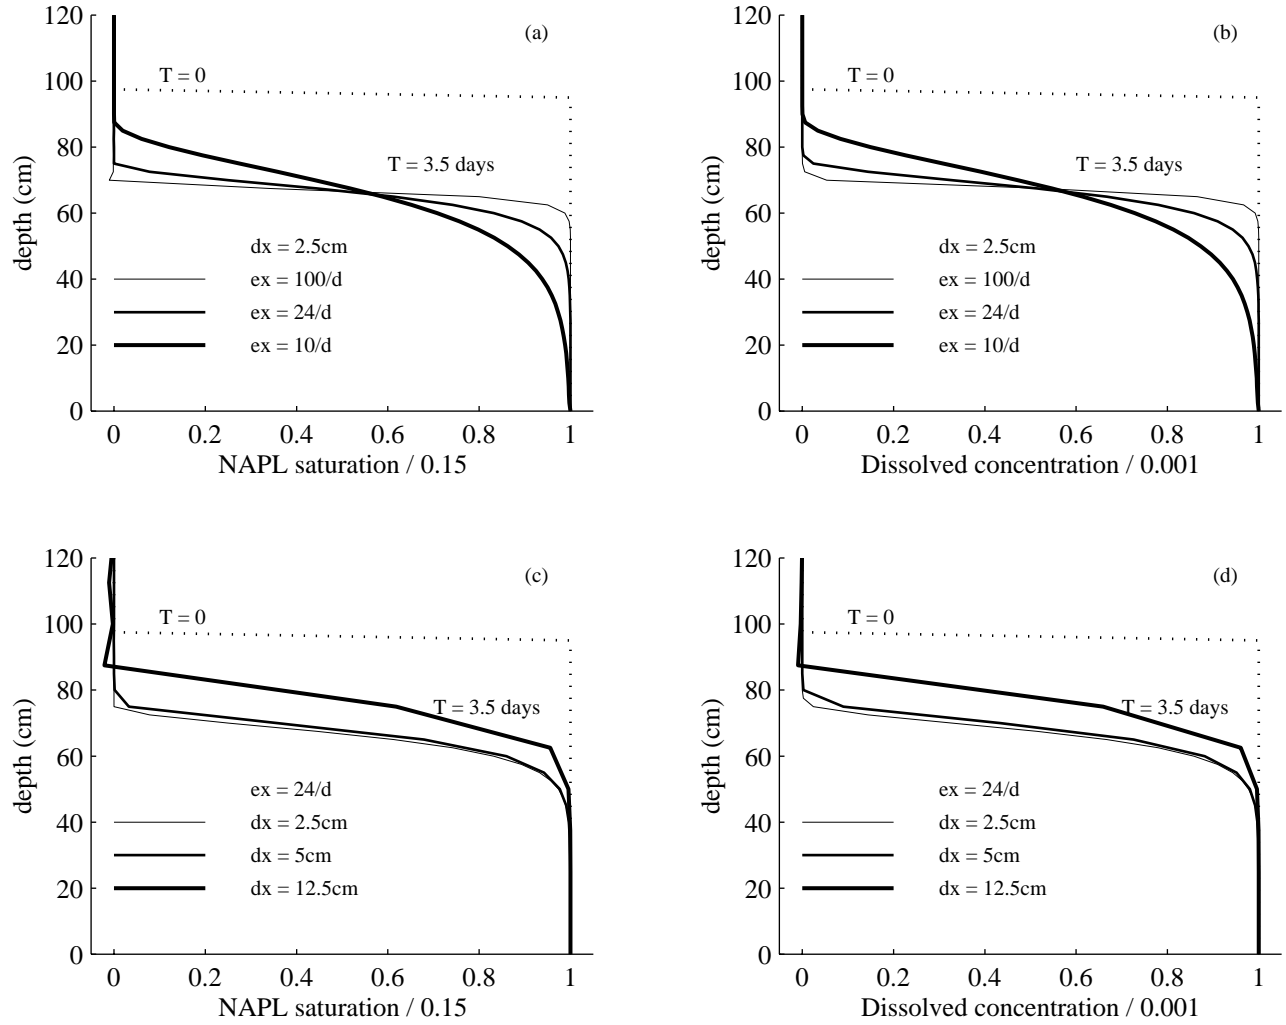 120
(a)
T = 0
100
80
T = 3.5 days
60
dx = 2.5cm
40
ex = 100/d
ex = 24/d
20
ex = 10/d
0
depth (cm)
0 0.2 0.4 0.6 0.8 1
NAPL saturation / 0.15
120
(b)
T = 0
100
80
T = 3.5 days
60
dx = 2.5cm
40
ex = 100/d
ex = 24/d
20
ex = 10/d
0
depth (cm)
0 0.2 0.4 0.6 0.8 1
Dissolved concentration / 0.001
120
(c)
T = 0
100
80
T = 3.5 days
60
ex = 24/d
40
dx = 2.5cm
dx = 5cm
20
dx = 12.5cm
0
depth (cm)
0 0.2 0.4 0.6 0.8 1
NAPL saturation / 0.15
120
(d)
T = 0
100
80
T = 3.5 days
60
ex = 24/d
40
dx = 2.5cm
dx = 5cm
20
dx = 12.5cm
0
depth (cm)
0 0.2 0.4 0.6 0.8 1
Dissolved concentration / 0.001